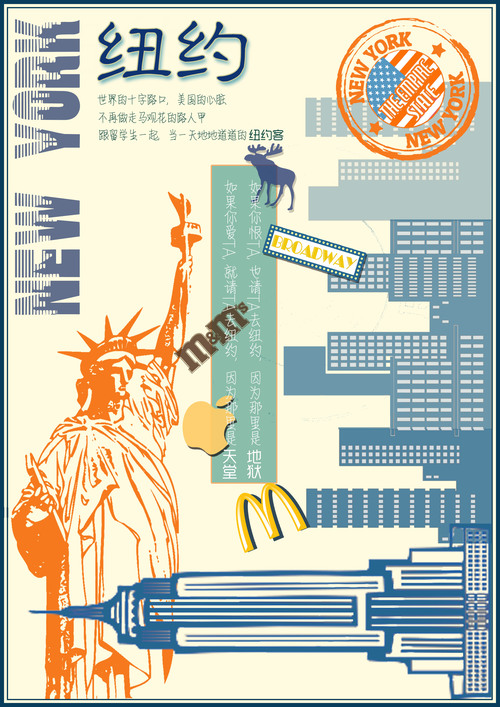 NEW YORK
纽约
世界的十字路口, 美国的心脏
不再做走马观花的路人甲
跟留学生一起, 当一天地地道道的纽约客
NEW YORK
THE EMPIRE
STATE
NEW YORK
BROADWAY
如果你爱TA, 就请TA去纽约, 因为那里是天堂
如果你恨TA, 也请TA去纽约, 因为那里是地狱
m&m's